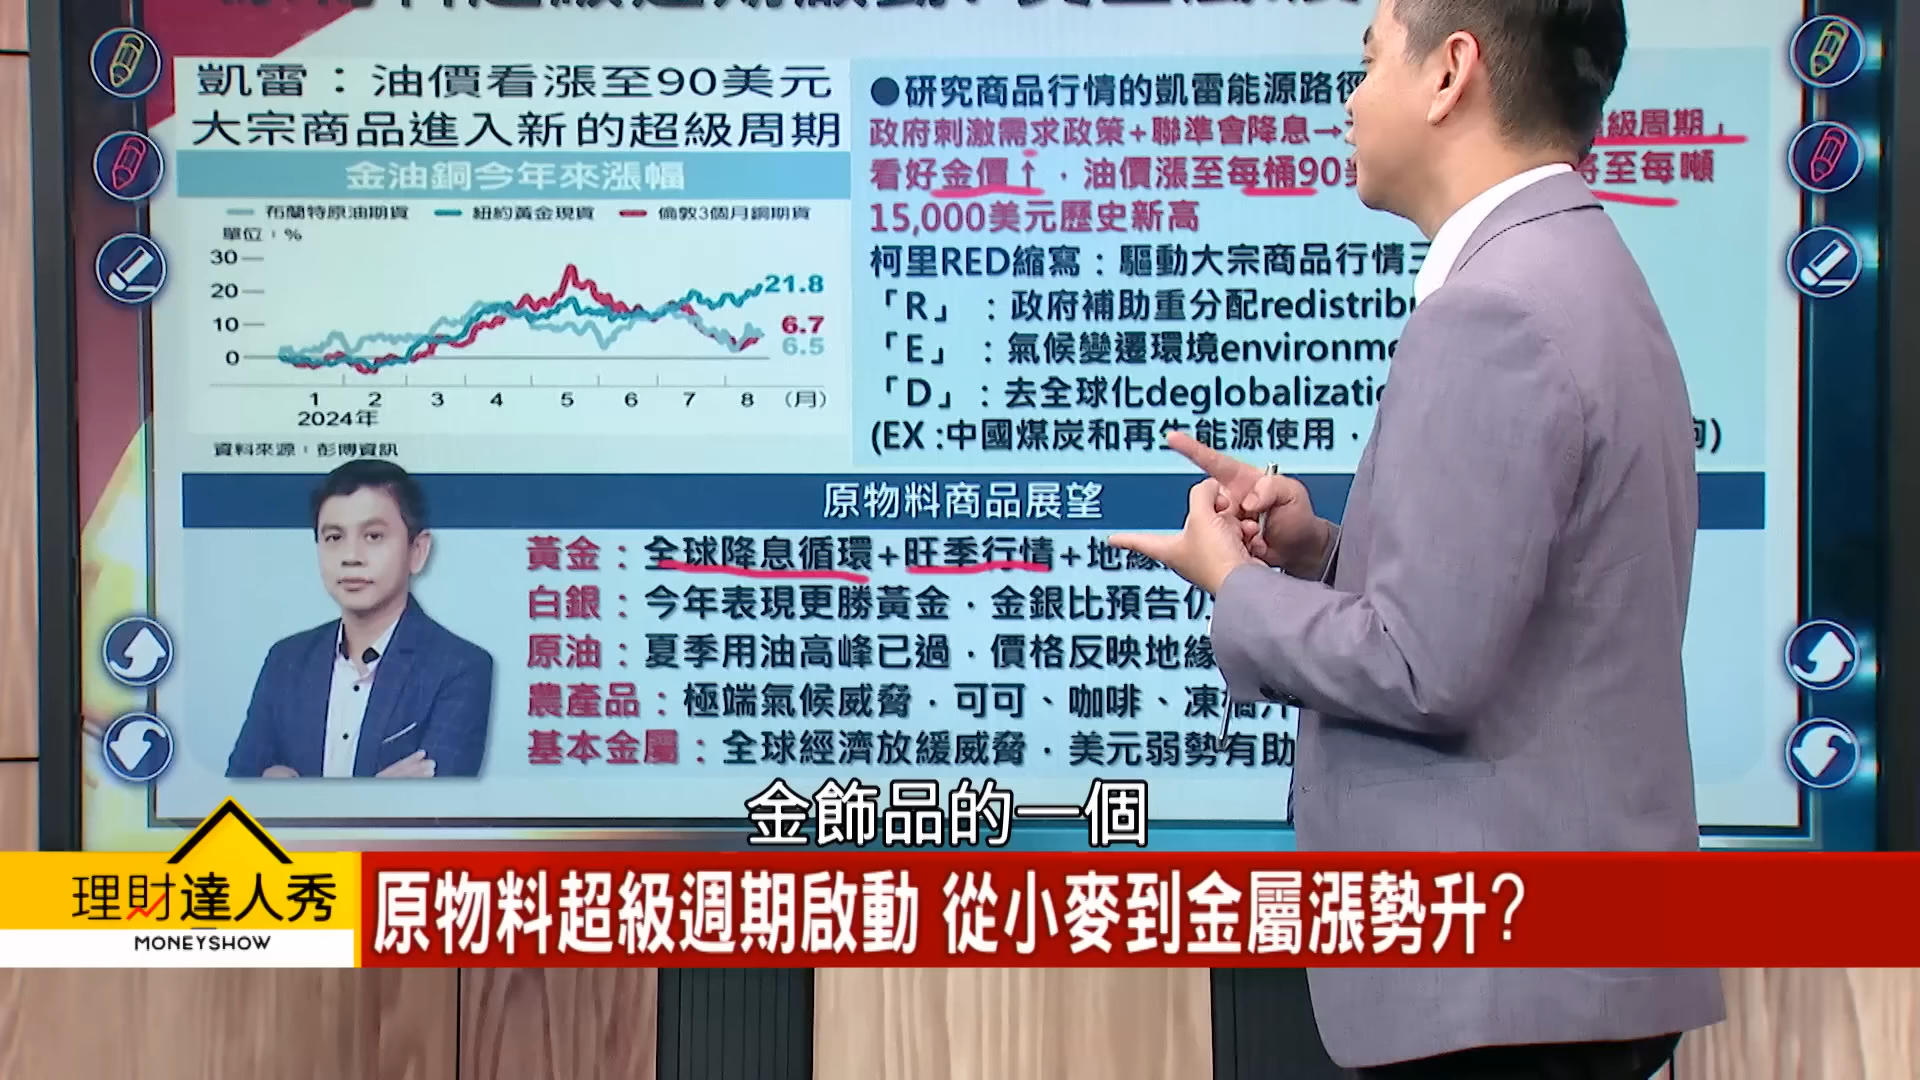 凱雷：油價看漲至90美元
大宗商品進入新的超級周期
金油銅今年來漲幅
布蘭特原油期貨 紐約黃金現貨 倫敦3個月銅期貨
單位：%
30
20
10
0
21.8
6.7
6.5
1 2 3 4 5 6 7 8 (月)
2024年
資料來源：彭博資訊
●研究商品行情的凱雷能源路徑
政府刺激需求政策+聯準會降息→
級周期」
看好金價↑，油價漲至每桶90
將至每噸
15,000美元歷史新高
柯里RED縮寫：驅動大宗商品行情三
「R」：政府補助重分配redistribu
「E」：氣候變遷環境environme
「D」：去全球化deglobalizatio
(EX :中國煤炭和再生能源使用，
)
原物料商品展望
黃金：全球降息循環+旺季行情+地緣
白銀：今年表現更勝黃金，金銀比預告仍
原油：夏季用油高峰已過，價格反映地緣
農產品：極端氣候威脅，可可、咖啡、凍橘汁
基本金屬：全球經濟放緩威脅，美元弱勢有助
金飾品的一個
理財達人秀
MONEYSHOW
原物料超級週期啟動 從小麥到金屬漲勢升?